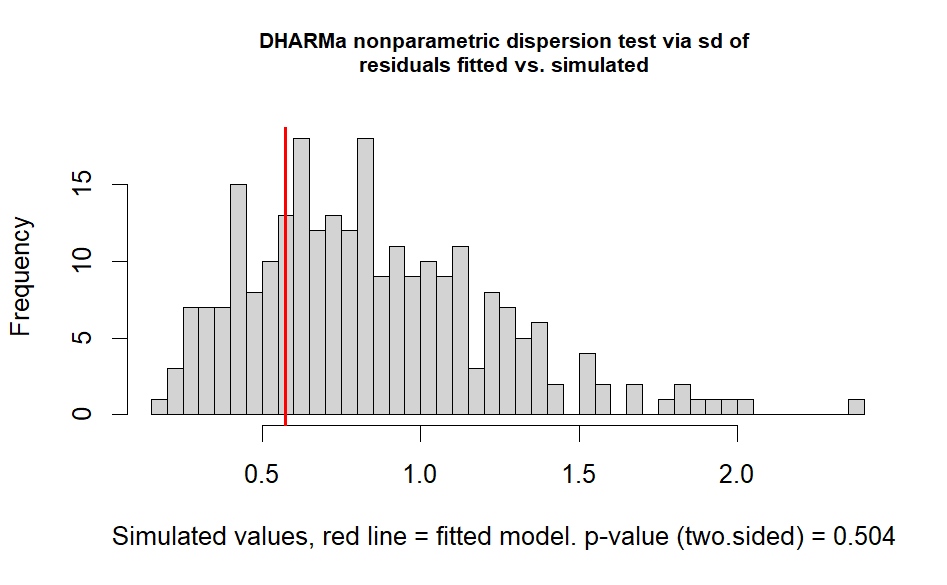 DHARMa nonparametric dispersion test via sd of
residuals fitted vs. simulated
Frequency
15
10
5
0
0.5 1.0 1.5 2.0
Simulated values, red line = fitted model. p-value (two.sided) = 0.504